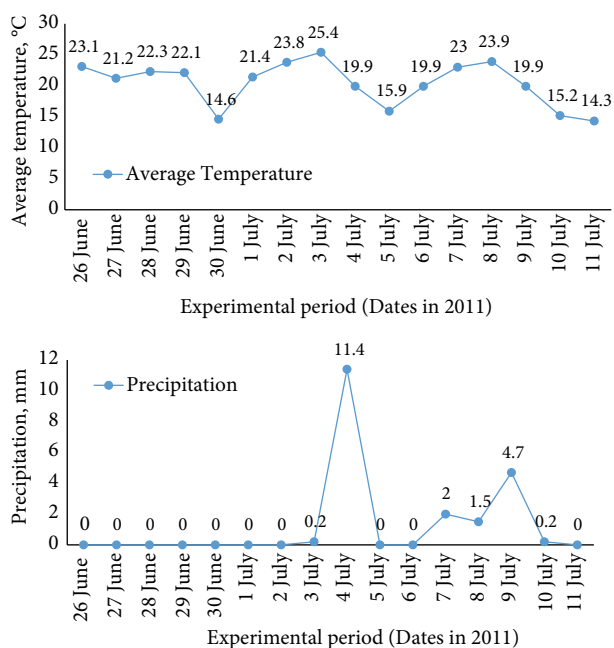 Average temperature, °C
30
25
20
15
10
5
0
23.1 21.2 22.3 22.1 14.6 21.4 23.8 25.4 19.9 15.9 19.9 23 23.9 19.9 15.2 14.3
Average Temperature
26 June 27 June 28 June 29 June 30 June 1 July 2 July 3 July 4 July 5 July 6 July 7 July 8 July 9 July 10 July 11 July
Experimental period (Dates in 2011)
Precipitation, mm
12
10
8
6
4
2
0
0 0 0 0 0 0 0 0.2 11.4 0 0 2 1.5 4.7 0.2 0
Precipitation
26 June 27 June 28 June 29 June 30 June 1 July 2 July 3 July 4 July 5 July 6 July 7 July 8 July 9 July 10 July 11 July
Experimental period (Dates in 2011)